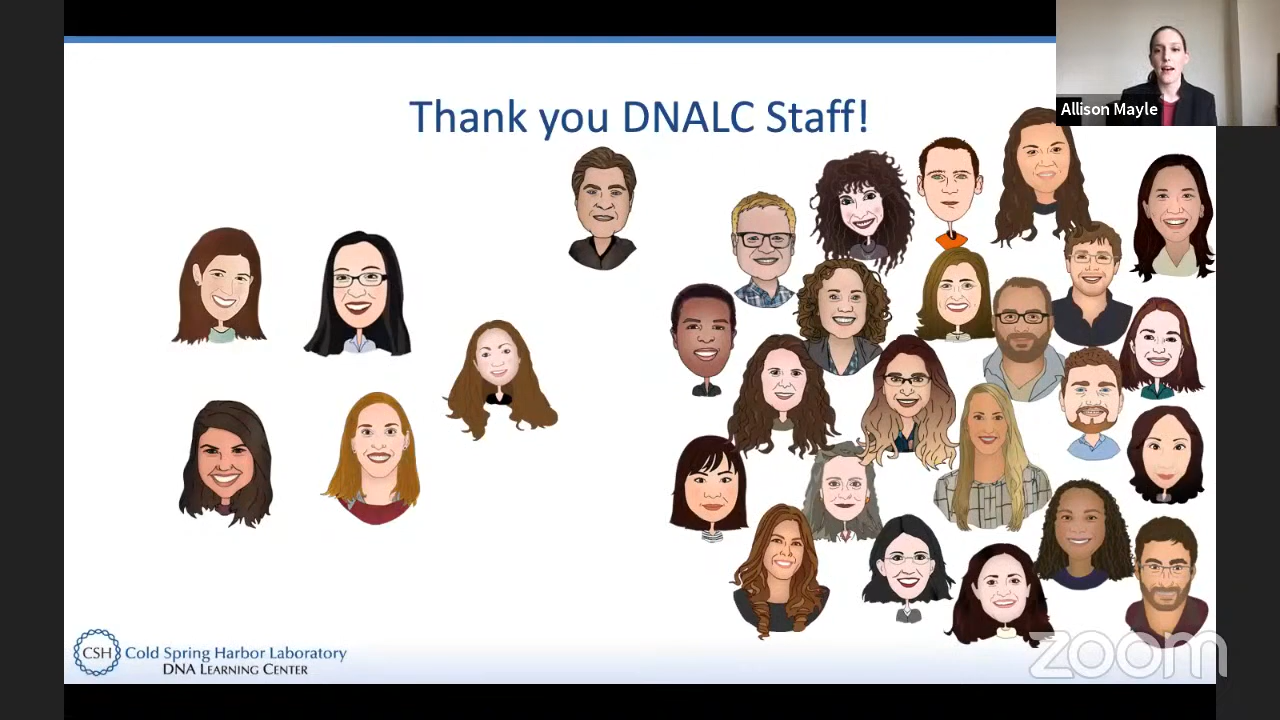 Thank you DNALC Staff!
Allison Mayle
CSH Cold Spring Harbor Laboratory
DNA LEARNING CENTER
zoom